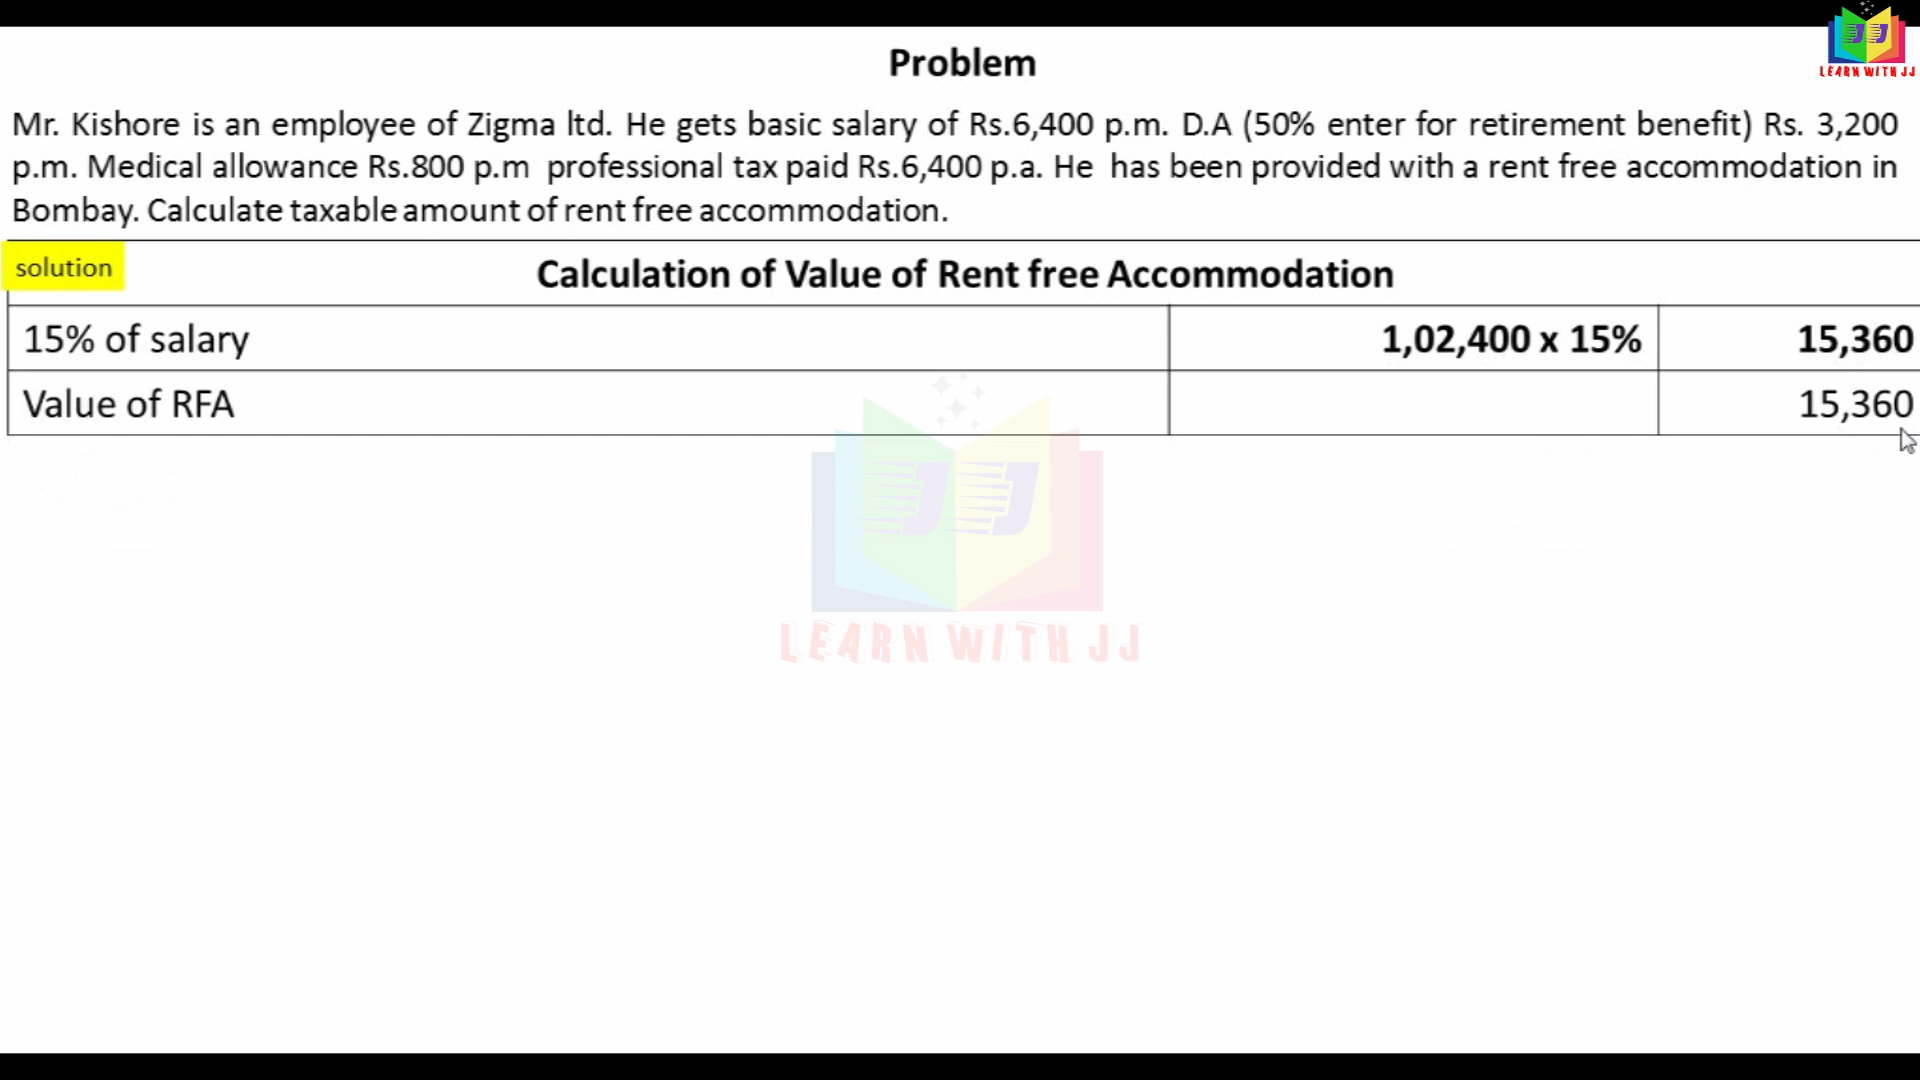 LEARN WITH JJ
Problem
Mr. Kishore is an employee of Zigma ltd. He gets basic salary of Rs.6,400 p.m. D.A (50% enter for retirement benefit) Rs. 3,200
p.m. Medical allowance Rs.800 p.m professional tax paid Rs.6,400 p.a. He has been provided with a rent free accommodation in
Bombay. Calculate taxable amount of rent free accommodation.
solution
Calculation of Value of Rent free Accommodation
15% of salary 1,02,400 x 15% 15,360
Value of RFA 15,360
JJ
LEARN WITH JJ